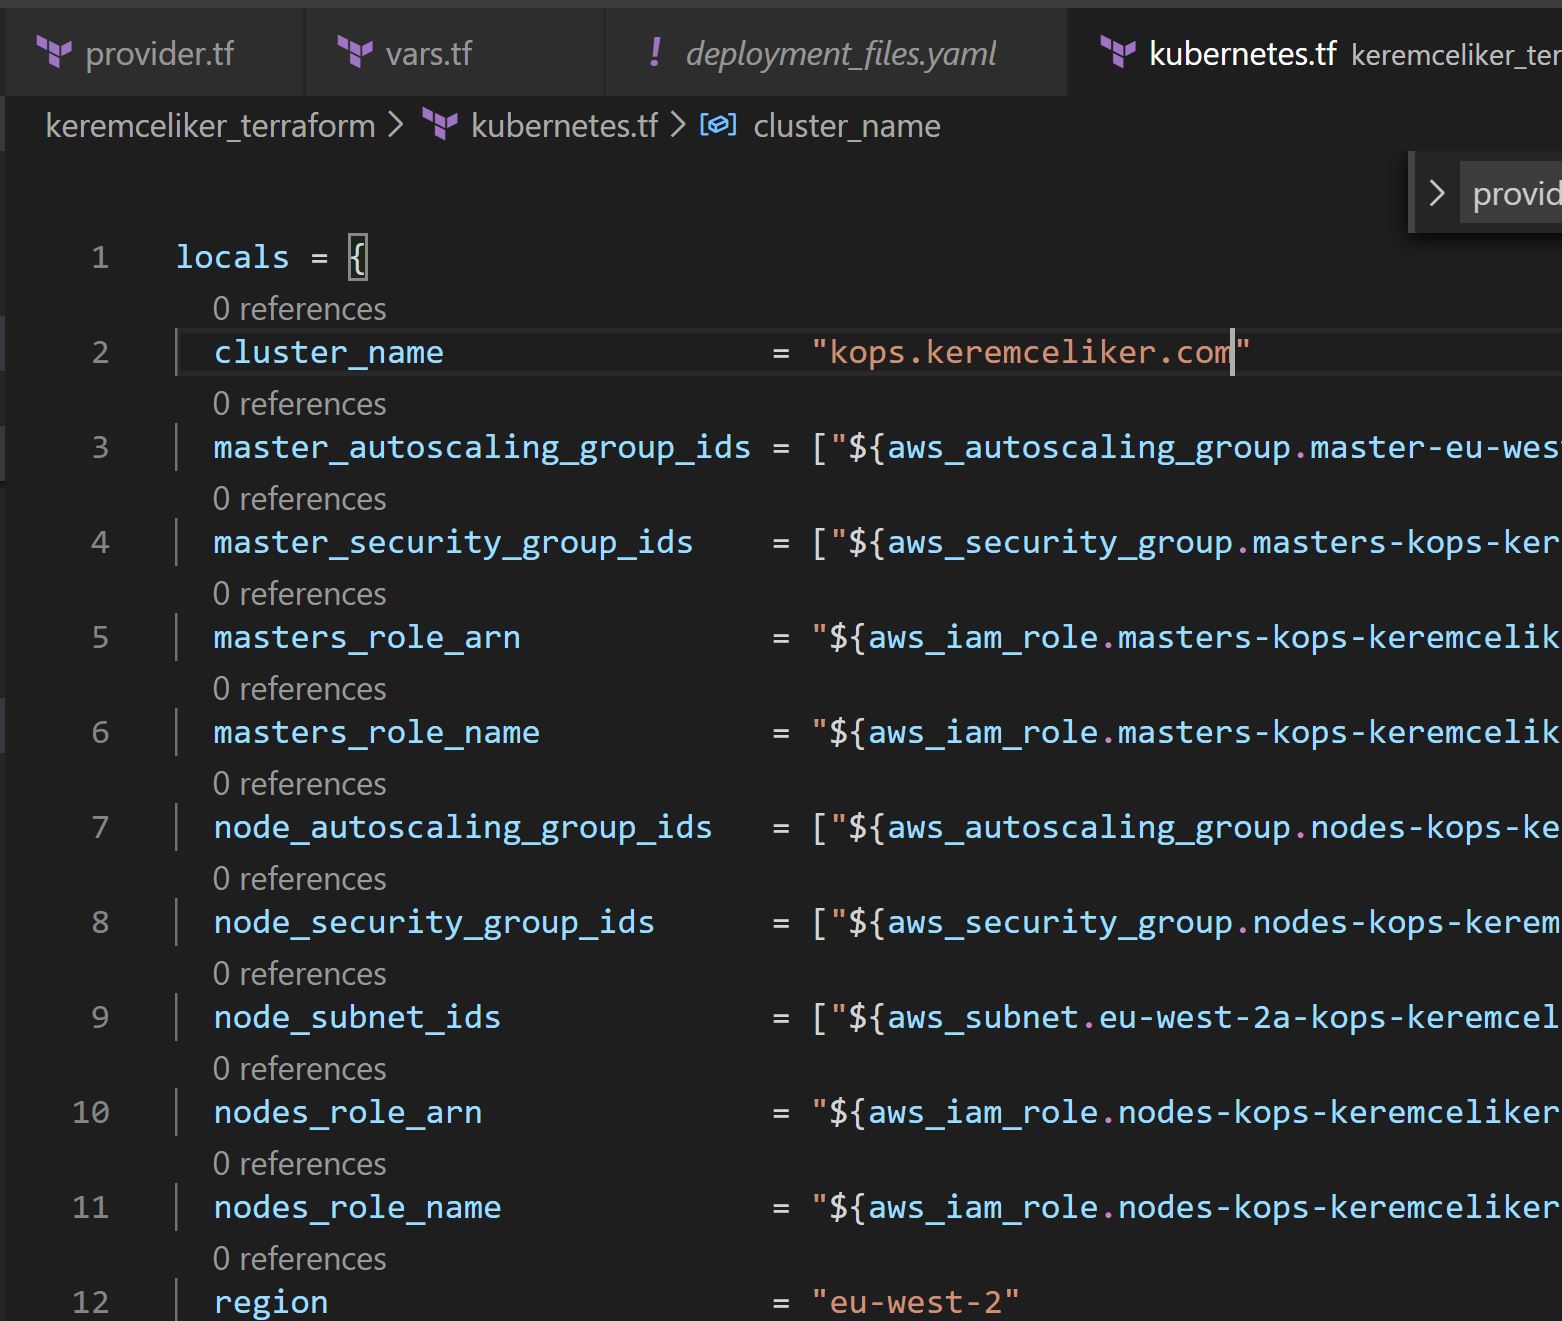 provider.tf vars.tf ! deployment_files.yaml kubernetes.tf keremceliker_ter
keremceliker_terraform > kubernetes.tf > cluster_name
provid
1 locals = {
0 references
2 cluster_name = "kops.keremceliker.com"
0 references
3 master_autoscaling_group_ids = ["${aws_autoscaling_group.master-eu-wes
0 references
4 master_security_group_ids = ["${aws_security_group.masters-kops-ker
0 references
5 masters_role_arn = "${aws_iam_role.masters-kops-keremcelik
0 references
6 masters_role_name = "${aws_iam_role.masters-kops-keremcelik
0 references
7 node_autoscaling_group_ids = ["${aws_autoscaling_group.nodes-kops-ke
0 references
8 node_security_group_ids = ["${aws_security_group.nodes-kops-kerem
0 references
9 node_subnet_ids = ["${aws_subnet.eu-west-2a-kops-keremcel
0 references
10 nodes_role_arn = "${aws_iam_role.nodes-kops-keremceliker
0 references
11 nodes_role_name = "${aws_iam_role.nodes-kops-keremceliker
0 references
12 region = "eu-west-2"